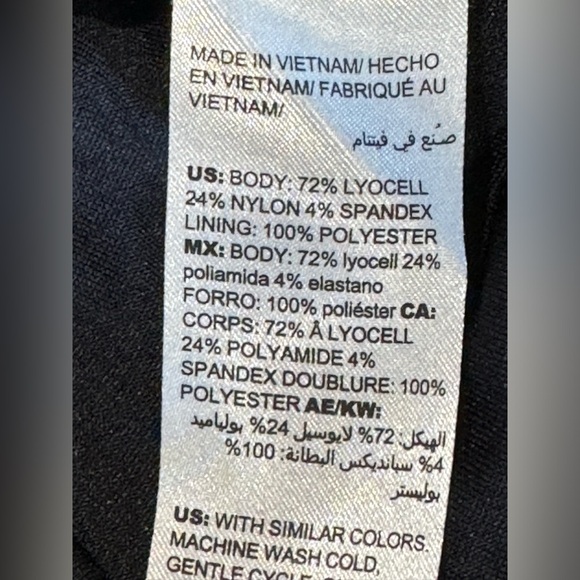 MADE IN VIETNAM/ HECHO
EN VIETNAM/ FABRIQUÉ AU
VIETNAM/
صُنع في فيتنام
US: BODY: 72% LYOCELL
24% NYLON 4% SPANDEX
LINING: 100% POLYESTER
MX: BODY: 72% lyocell 24%
poliamida 4% elastano
FORRO: 100% poliéster CA:
CORPS: 72% Â LYOCELL
24% POLYAMIDE 4%
SPANDEX DOUBLURE: 100%
POLYESTER AE/KW:
الهيكل: 72% لايوسيل 24% بولياميد
4% سبانديكس البطانة: 100%
بوليستر
US: WITH SIMILAR COLORS.
MACHINE WASH COLD,
GENTLE CYCLE.